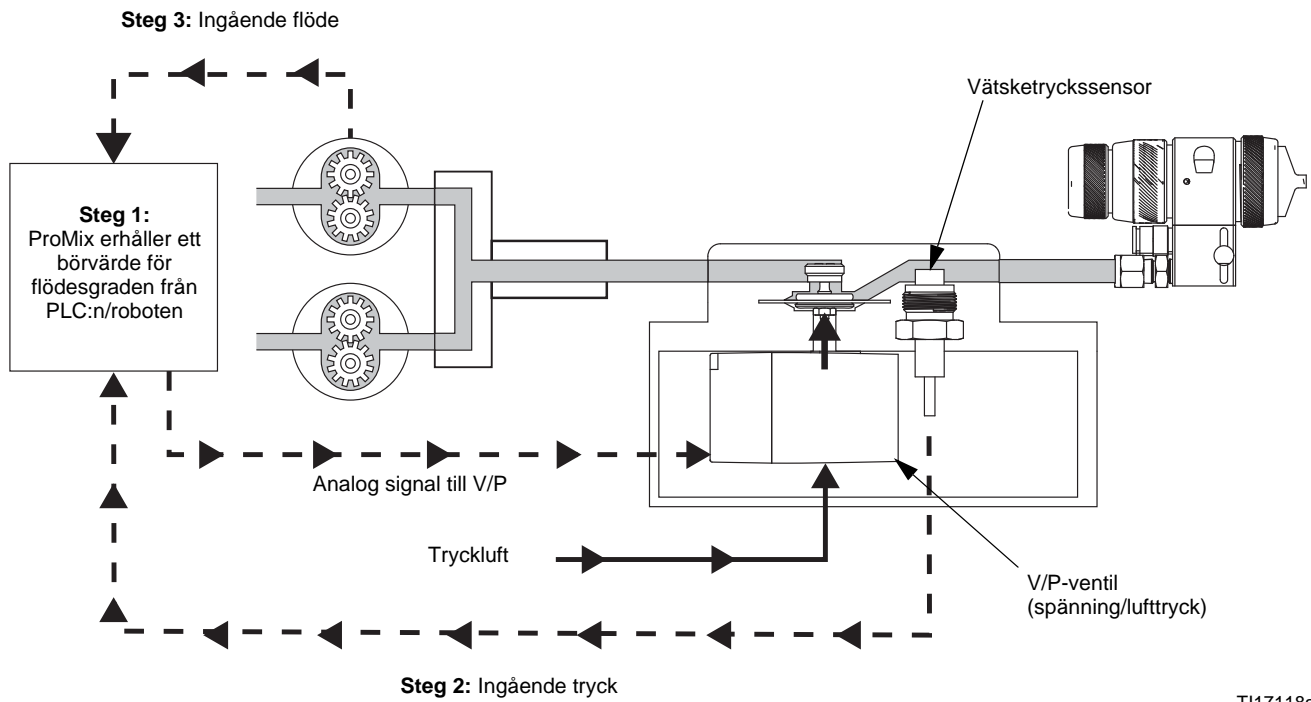 Steg 3: Ingående flöde
Vätsketryckssensor
Steg 1:
ProMix erhåller ett
börvärde för
flödesgraden från
PLC:n/roboten
Analog signal till V/P
Tryckluft
V/P-ventil
(spänning/lufttryck)
Steg 2: Ingående tryck
TI17118a